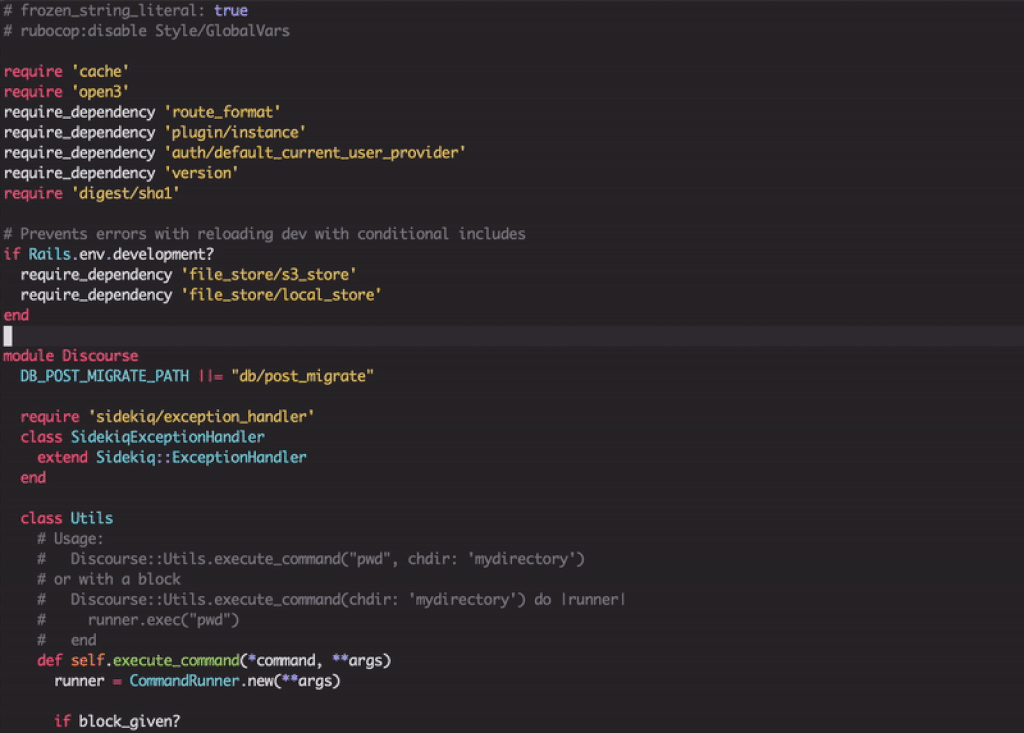 # frozen_string_literal: true
# rubocop:disable Style/GlobalVars
require 'cache'
require 'open3'
require_dependency 'route_format'
require_dependency 'plugin/instance'
require_dependency 'auth/default_current_user_provider'
require_dependency 'version'
require 'digest/sha1'
# Prevents errors with reloading dev with conditional includes
if Rails.env.development?
  require_dependency 'file_store/s3_store'
  require_dependency 'file_store/local_store'
end
module Discourse
  DB_POST_MIGRATE_PATH ||= "db/post_migrate"
  require 'sidekiq/exception_handler'
  class SidekiqExceptionHandler
    extend Sidekiq::ExceptionHandler
  end
  class Utils
    # Usage:
    #   Discourse::Utils.execute_command("pwd", chdir: 'mydirectory')
    # or with a block
    #   Discourse::Utils.execute_command(chdir: 'mydirectory') do |runner|
    #     runner.exec("pwd")
    #   end
    def self.execute_command(*command, **args)
      runner = CommandRunner.new(**args)
      if block_given?